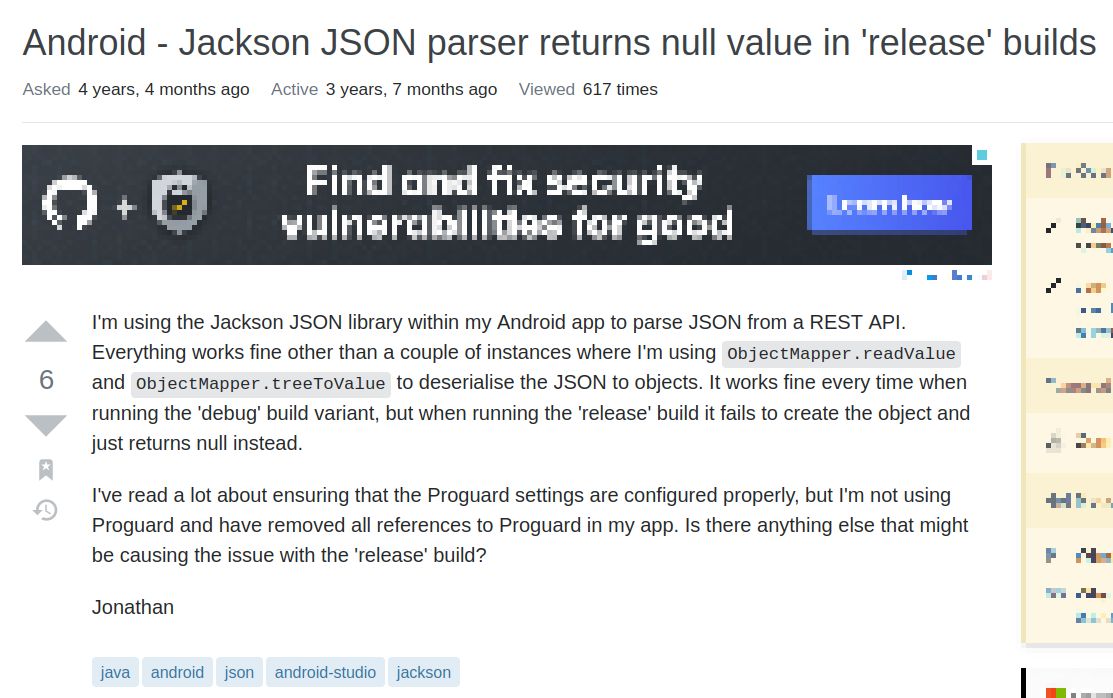 Android - Jackson JSON parser returns null value in 'release' builds
Asked 4 years, 4 months ago Active 3 years, 7 months ago Viewed 617 times
Find and fix security
vulnerabilities for good
Learn how
I'm using the Jackson JSON library within my Android app to parse JSON from a REST API.
Everything works fine other than a couple of instances where I'm using ObjectMapper.readValue
and ObjectMapper.treeToValue to deserialise the JSON to objects. It works fine every time when
6
running the 'debug' build variant, but when running the 'release' build it fails to create the object and
just returns null instead.
I've read a lot about ensuring that the Proguard settings are configured properly, but I'm not using
Proguard and have removed all references to Proguard in my app. Is there anything else that might
be causing the issue with the 'release' build?
Jonathan
java android json android-studio jackson